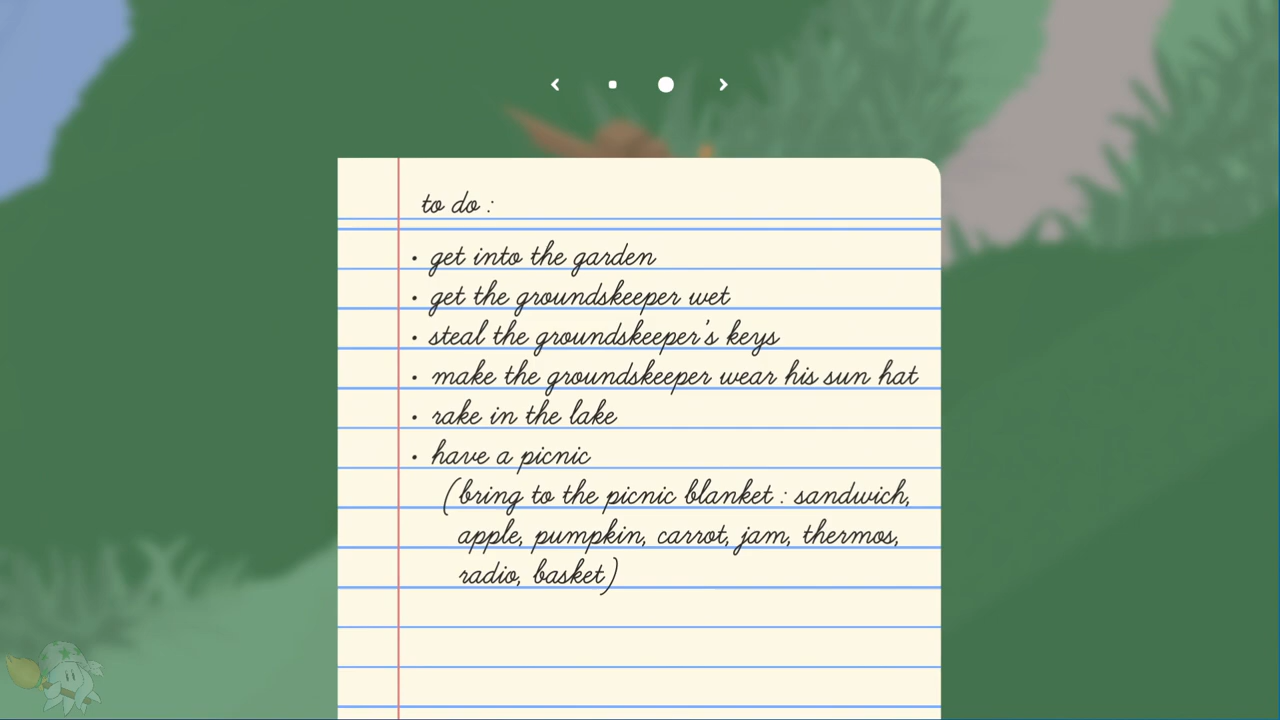 to do :
• get into the garden
• get the groundskeeper wet
• steal the groundskeeper's keys
• make the groundskeeper wear his sun hat
• rake in the lake
• have a picnic
(bring to the picnic blanket : sandwich,
apple, pumpkin, carrot, jam, thermos,
radio, basket)